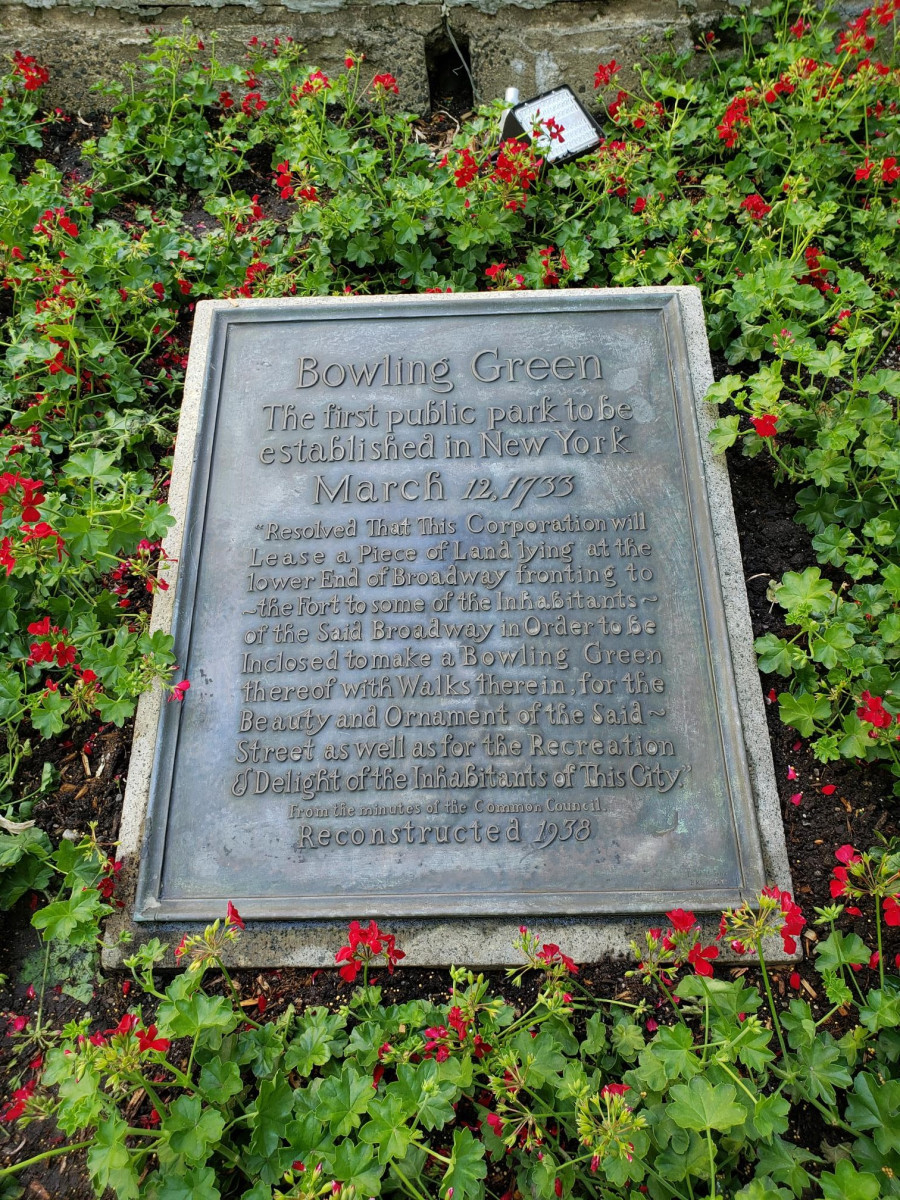 Bowling Green
The first public park to be
established in New York
March 12, 1733
"Resolved That This Corporation will
Lease a Piece of Land lying at the
lower End of Broadway fronting to
~the Fort to some of the Inhabitants~
of the Said Broadway in Order to be
Inclosed to make a Bowling Green
thereof with Walks therein, for the
Beauty and Ornament of the Said~
Street as well as for the Recreation
& Delight of the Inhabitants of This City"
From the minutes of the Common Council.
Reconstructed 1938